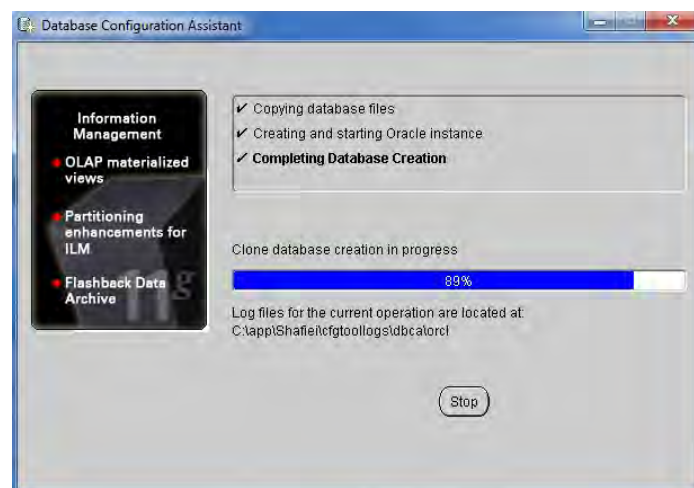 Database Configuration Assistant
Information
Management
OLAP materialized
views
Partitioning
enhancements for
ILM
Flashback Data
Archive
11g
✔ Copying database files
✔ Creating and starting Oracle instance
✔ Completing Database Creation
Clone database creation in progress
89%
Log files for the current operation are located at:
C:\app\Shafiei\cfgtoollogs\dbca\orcl
Stop